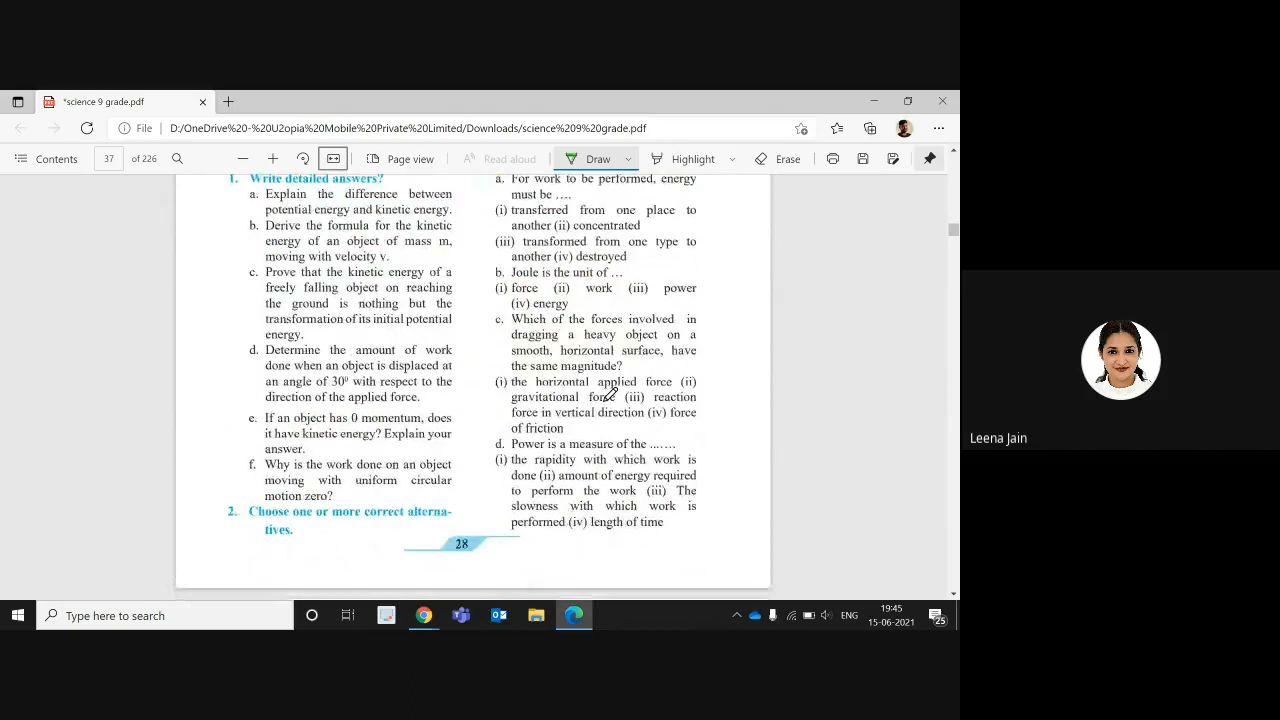 *science 9 grade.pdf
File D:/OneDrive%20-%20U2opia%20Mobile%20Private%20Limited/Downloads/science%209%20grade.pdf
Contents 37 of 226 Page view Read aloud Draw Highlight Erase
1. Write detailed answers?
a. Explain the difference between
potential energy and kinetic energy.
b. Derive the formula for the kinetic
energy of an object of mass m,
moving with velocity v.
c. Prove that the kinetic energy of a
freely falling object on reaching
the ground is nothing but the
transformation of its initial potential
energy.
d. Determine the amount of work
done when an object is displaced at
an angle of 30⁰ with respect to the
direction of the applied force.
e. If an object has 0 momentum, does
it have kinetic energy? Explain your
answer.
f. Why is the work done on an object
moving with uniform circular
motion zero?
2. Choose one or more correct alterna-
tives.
a. For work to be performed, energy
must be ....
(i) transferred from one place to
another (ii) concentrated
(iii) transformed from one type to
another (iv) destroyed
b. Joule is the unit of ...
(i) force (ii) work (iii) power
(iv) energy
c. Which of the forces involved in
dragging a heavy object on a
smooth, horizontal surface, have
the same magnitude?
(i) the horizontal applied force (ii)
gravitational force (iii) reaction
force in vertical direction (iv) force
of friction
d. Power is a measure of the .......
(i) the rapidity with which work is
done (ii) amount of energy required
to perform the work (iii) The
slowness with which work is
performed (iv) length of time
28
Leena Jain
Type here to search
ENG
19:45
15-06-2021
25